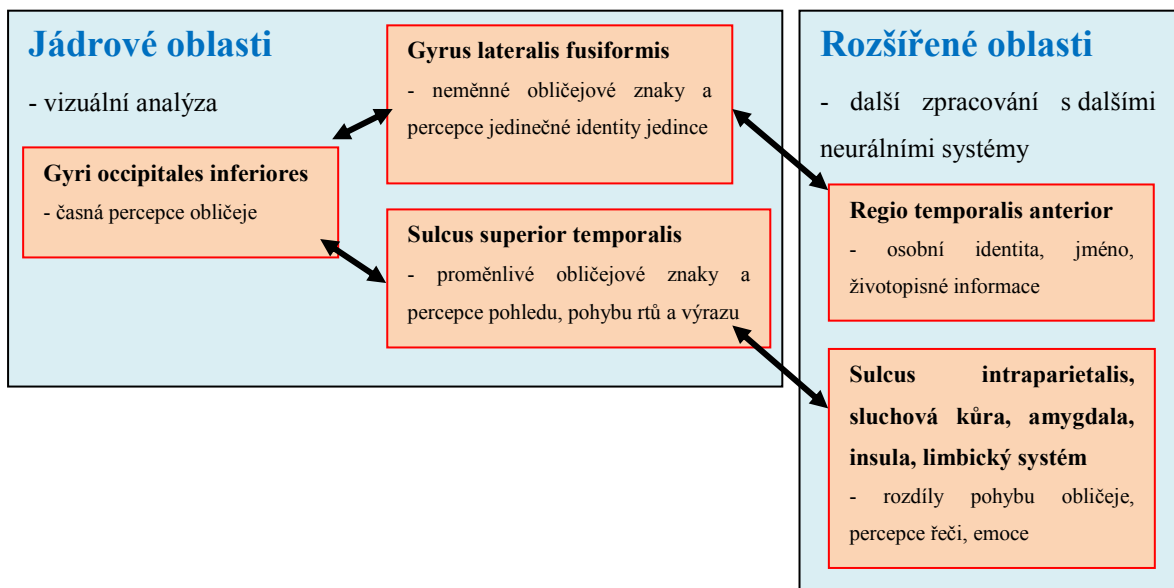 Jádrové oblasti
- vizuální analýza
Gyri occipitales inferiores
- časná percepce obličeje
Gyrus lateralis fusiformis
- neměnné obličejové znaky a
percepce jedinečné identity jedince
Sulcus superior temporalis
- proměnlivé obličejové znaky a
percepce pohledu, pohybu rtů a výrazu
Rozšířené oblasti
- další zpracování s dalšími
neurálními systémy
Regio temporalis anterior
- osobní identita, jméno,
životopisné informace
Sulcus intraparietalis,
sluchová kůra, amygdala,
insula, limbický systém
- rozdíly pohybu obličeje,
percepce řeči, emoce